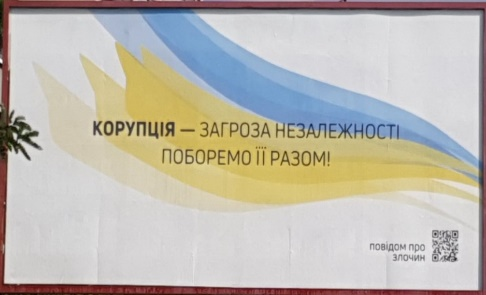 КОРУПЦІЯ — ЗАГРОЗА НЕЗАЛЕЖНОСТІ
ПОБОРЕМО ЇЇ РАЗОМ!
повідом про
злочин